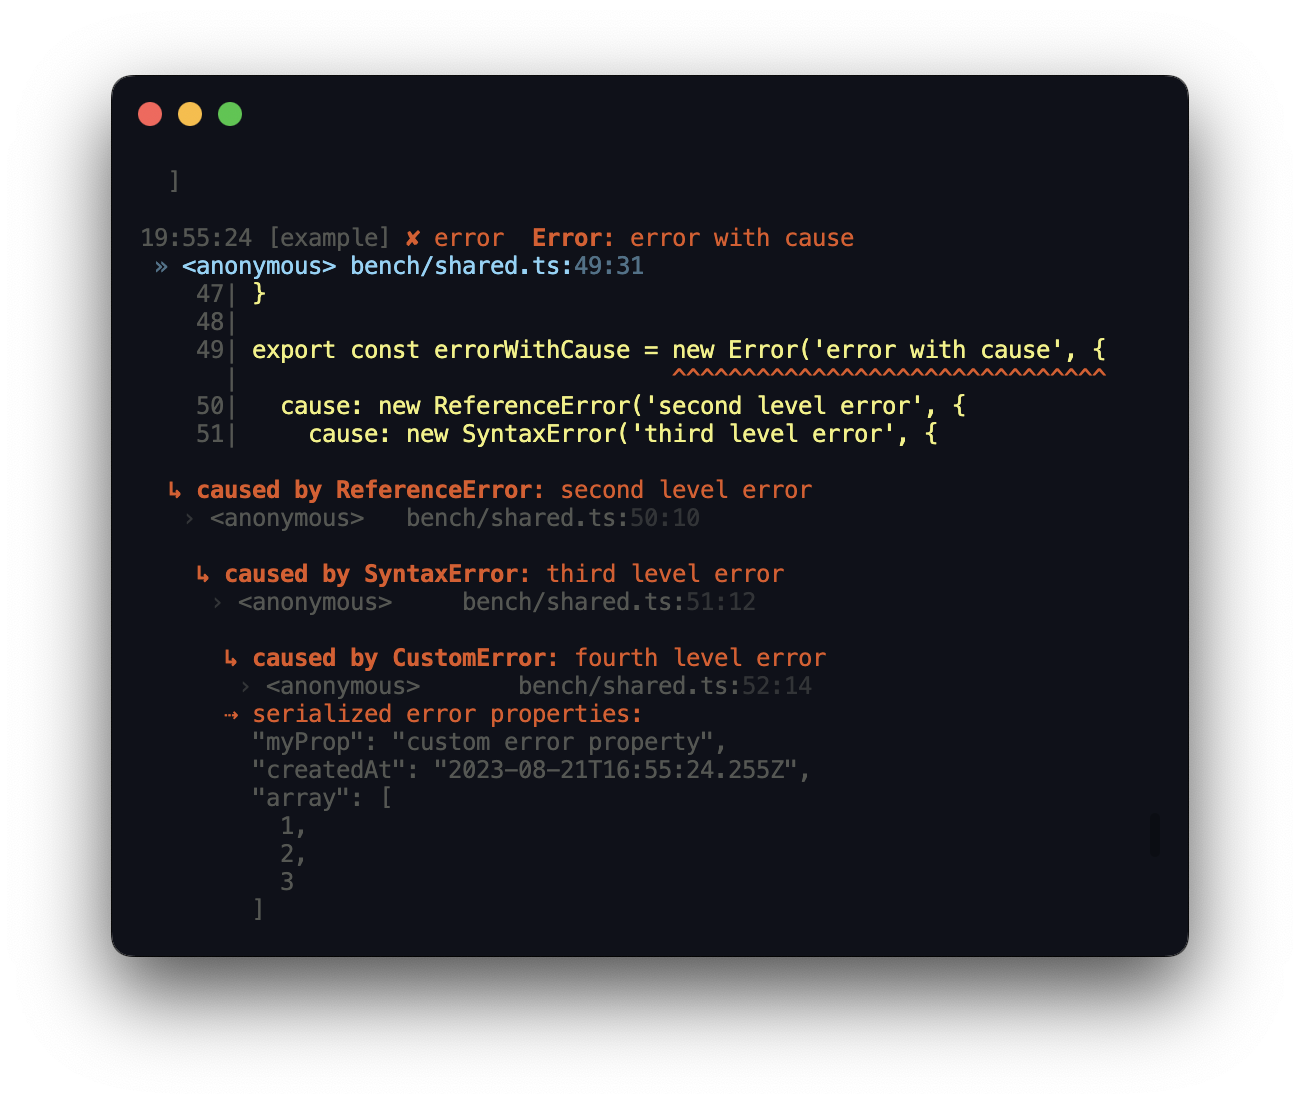 ]
19:55:24 [example] ✘ error  Error: error with cause
» <anonymous> bench/shared.ts:49:31
47| }
48|
49| export const errorWithCause = new Error('error with cause', {
| ^^^^^^^^^^^^^^^^^^^^^^^^^^^^^^^
50|   cause: new ReferenceError('second level error', {
51|     cause: new SyntaxError('third level error', {
↳ caused by ReferenceError: second level error
› <anonymous>   bench/shared.ts:50:10
↳ caused by SyntaxError: third level error
› <anonymous>     bench/shared.ts:51:12
↳ caused by CustomError: fourth level error
› <anonymous>       bench/shared.ts:52:14
⇢ serialized error properties:
"myProp": "custom error property",
"createdAt": "2023-08-21T16:55:24.255Z",
"array": [
1,
2,
3
]